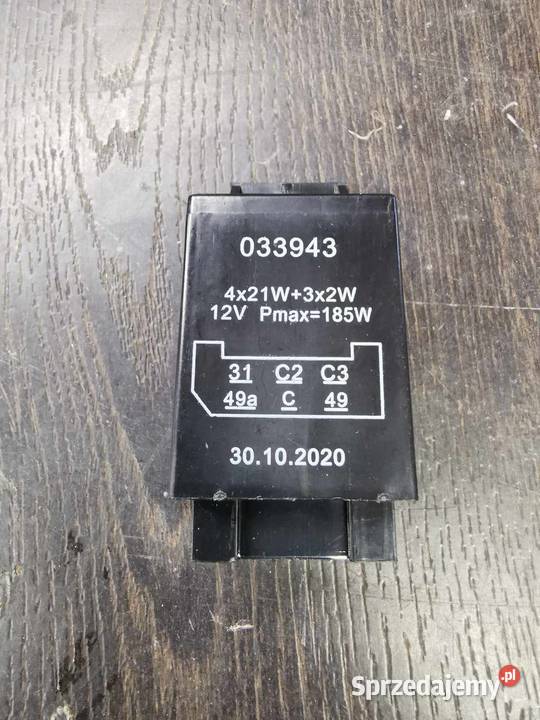 033943
4x21W+3x2W
12V Pmax=185W
31 C2 C3
49a C 49
30.10.2020
Sprzedajemy.pl